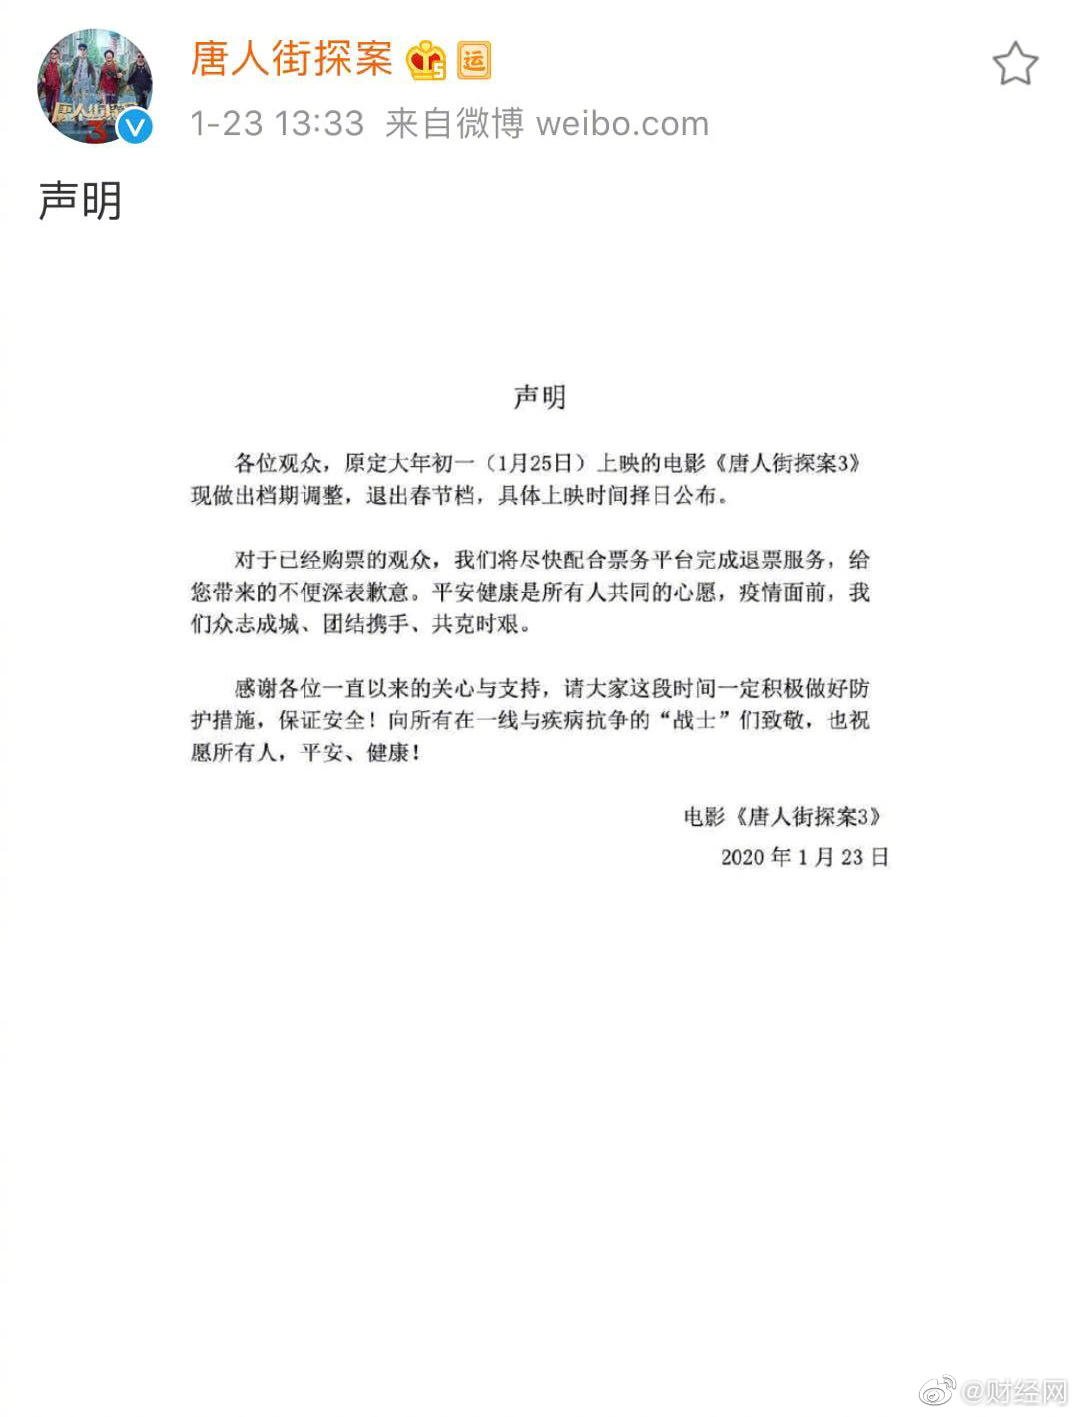 唐人街探案
运
1-23 13:33 来自微博 weibo.com
声明
声明
各位观众，原定大年初一（1月25日）上映的电影《唐人街探案3》
现做出档期调整，退出春节档，具体上映时间择日公布。
对于已经购票的观众，我们将尽快配合票务平台完成退票服务，给
您带来的不便深表歉意。平安健康是所有人共同的心愿，疫情面前，我
们众志成城、团结携手、共克时艰。
感谢各位一直以来的关心与支持，请大家这段时间一定积极做好防
护措施，保证安全！向所有在一线与疾病抗争的“战士”们致敬，也祝
愿所有人，平安、健康！
电影《唐人街探案3》
2020 年 1 月 23 日
@财经网